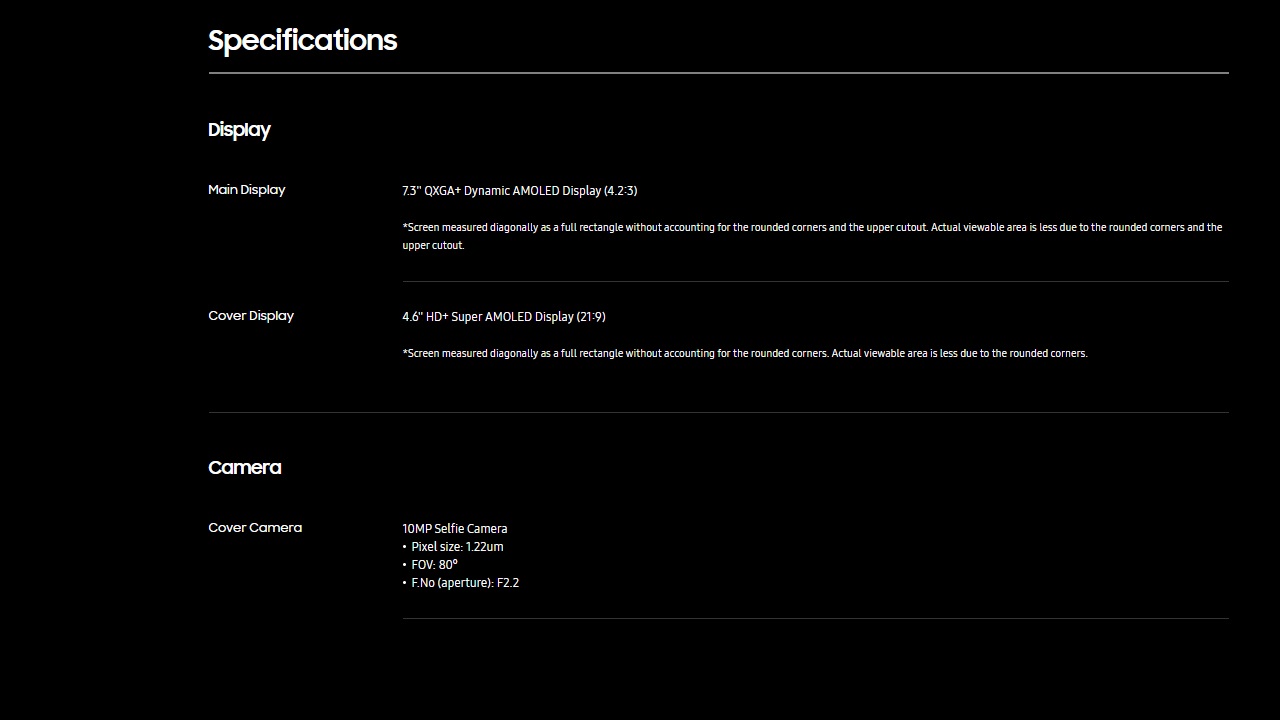 Specifications
Display
Main Display
7.3" QXGA+ Dynamic AMOLED Display (4.2:3)
*Screen measured diagonally as a full rectangle without accounting for the rounded corners and the upper cutout. Actual viewable area is less due to the rounded corners and the
upper cutout.
Cover Display
4.6" HD+ Super AMOLED Display (21:9)
*Screen measured diagonally as a full rectangle without accounting for the rounded corners. Actual viewable area is less due to the rounded corners.
Camera
Cover Camera
10MP Selfie Camera
• Pixel size: 1.22um
• FOV: 80º
• F.No (aperture): F2.2